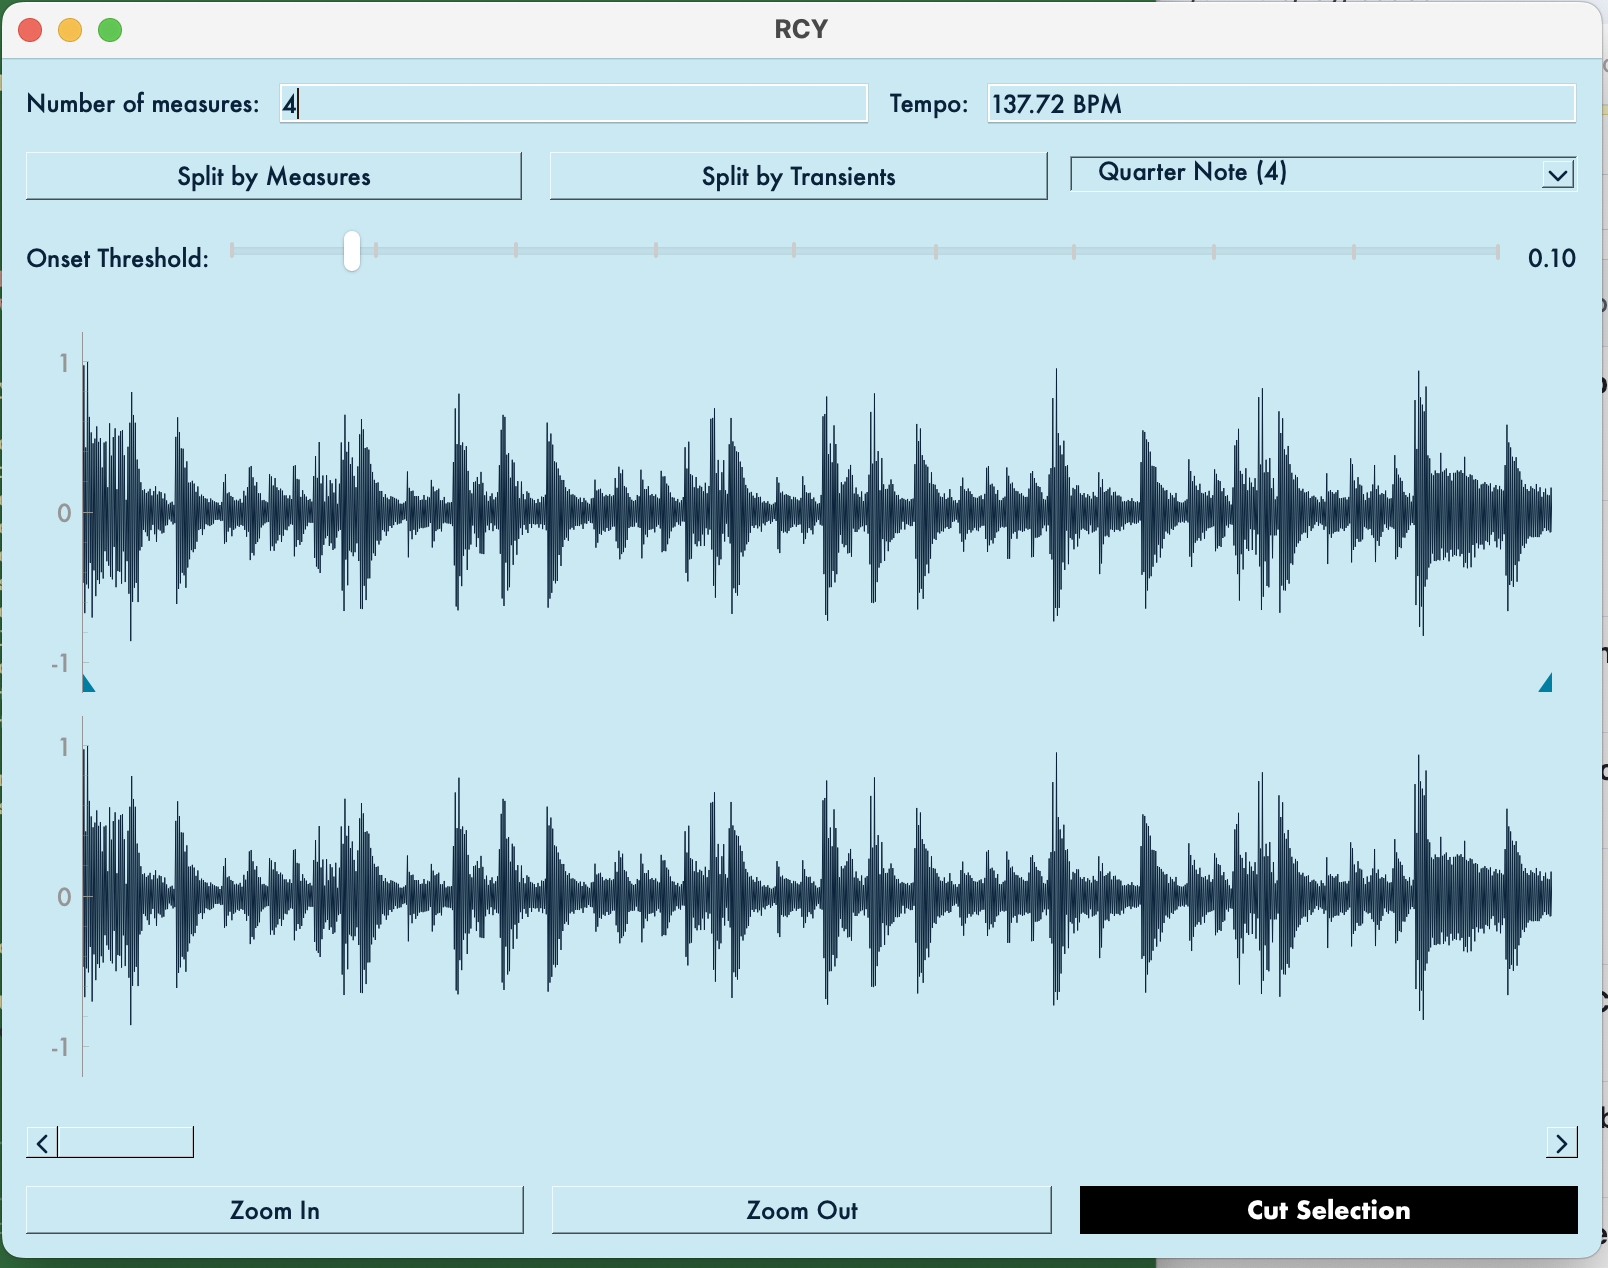 RCY
Number of measures: 4 Tempo: 137.72 BPM
Split by Measures Split by Transients Quarter Note (4)
Onset Threshold: 0.10
1
0
-1
1
0
-1
Zoom In Zoom Out Cut Selection